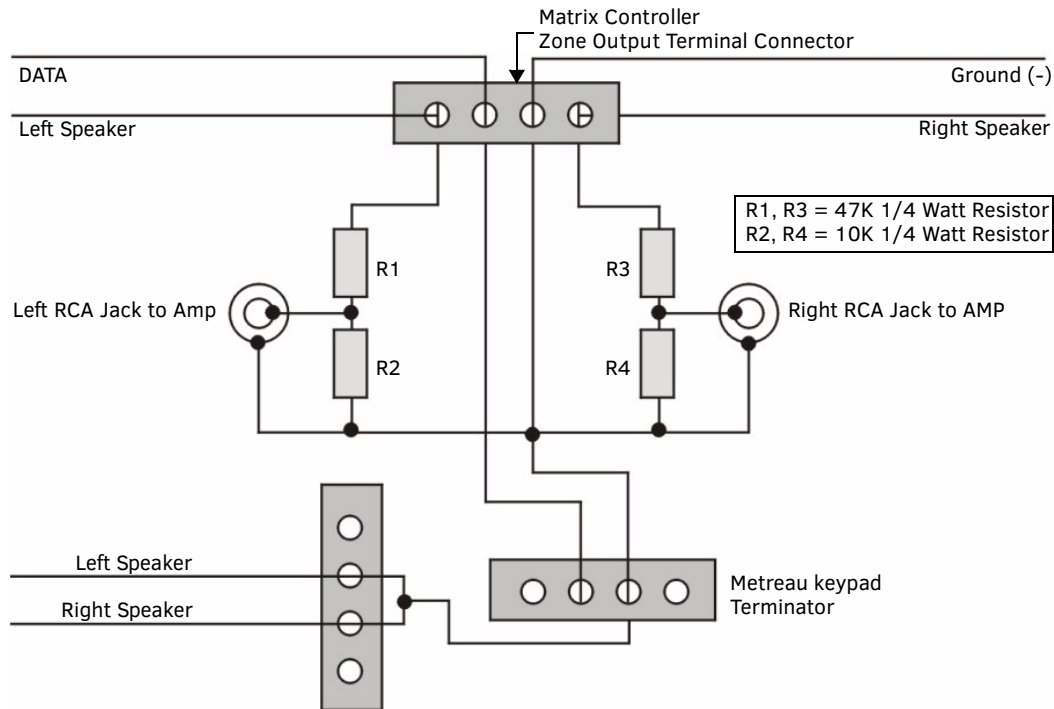 Matrix Controller
Zone Output Terminal Connector
DATA
Ground (-)
Left Speaker
Right Speaker
R1, R3 = 47K 1/4 Watt Resistor
R2, R4 = 10K 1/4 Watt Resistor
R1
R3
Left RCA Jack to Amp
Right RCA Jack to AMP
R2
R4
Left Speaker
Right Speaker
Metreau keypad
Terminator